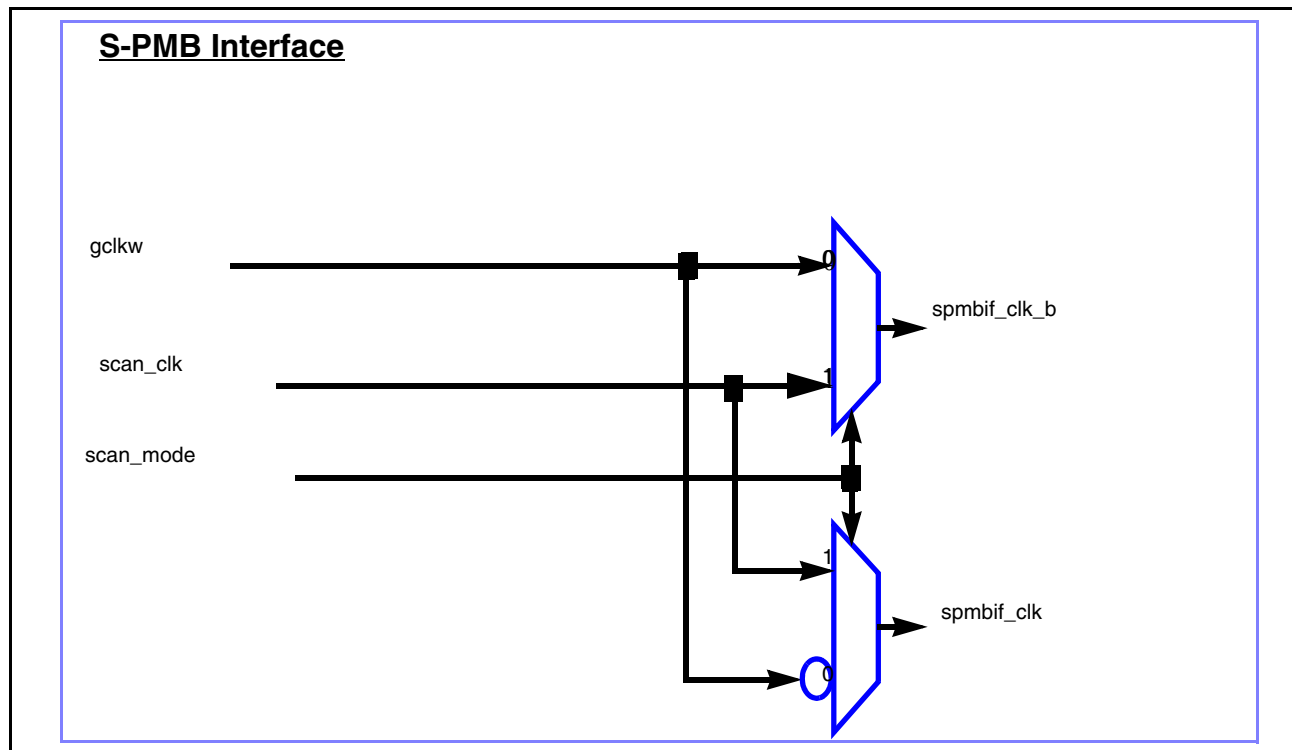 S-PMB Interface
gclkw
0
spmbif_clk_b
scan_clk
1
scan_mode
1
spmbif_clk
0